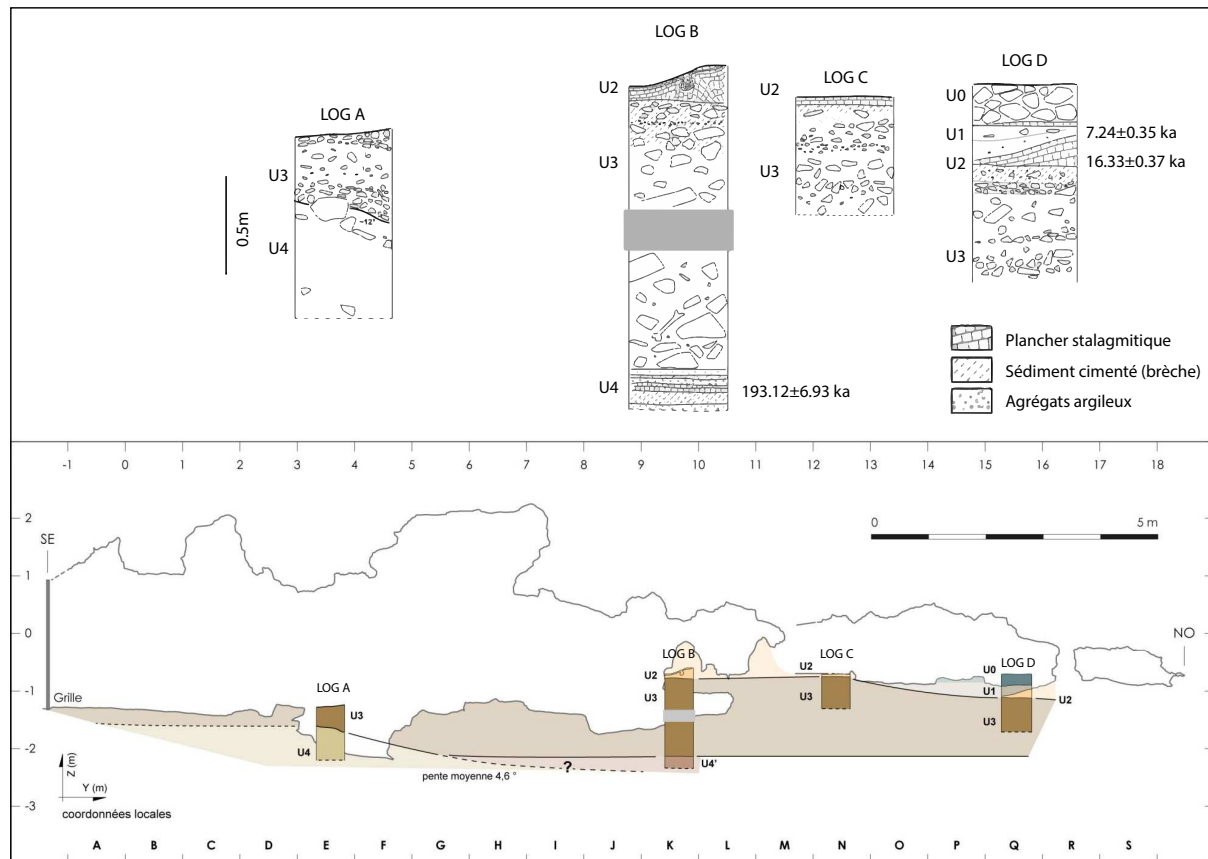 LOG B
LOG C
LOG D
LOG A
U2
U2
U0
U1
7.24±0.35 ka
U2
16.33±0.37 ka
U3
U3
U3
U3
~12°
U4
0.5m
U4
193.12±6.93 ka
Plancher stalagmitique
Sédiment cimenté (brèche)
Agrégats argileux
-1 0 1 2 3 4 5 6 7 8 9 10 11 12 13 14 15 16 17 18
2
1
0
-1
-2
-3
SE
NO
0 5 m
Grille
LOG A
U3
U4
LOG B
U2
U3
U4'
LOG C
U2
U3
LOG D
U0
U1
U2
U3
?
pente moyenne 4,6 °
Z (m)
Y (m)
coordonnées locales
A B C D E F G H I J K L M N O P Q R S